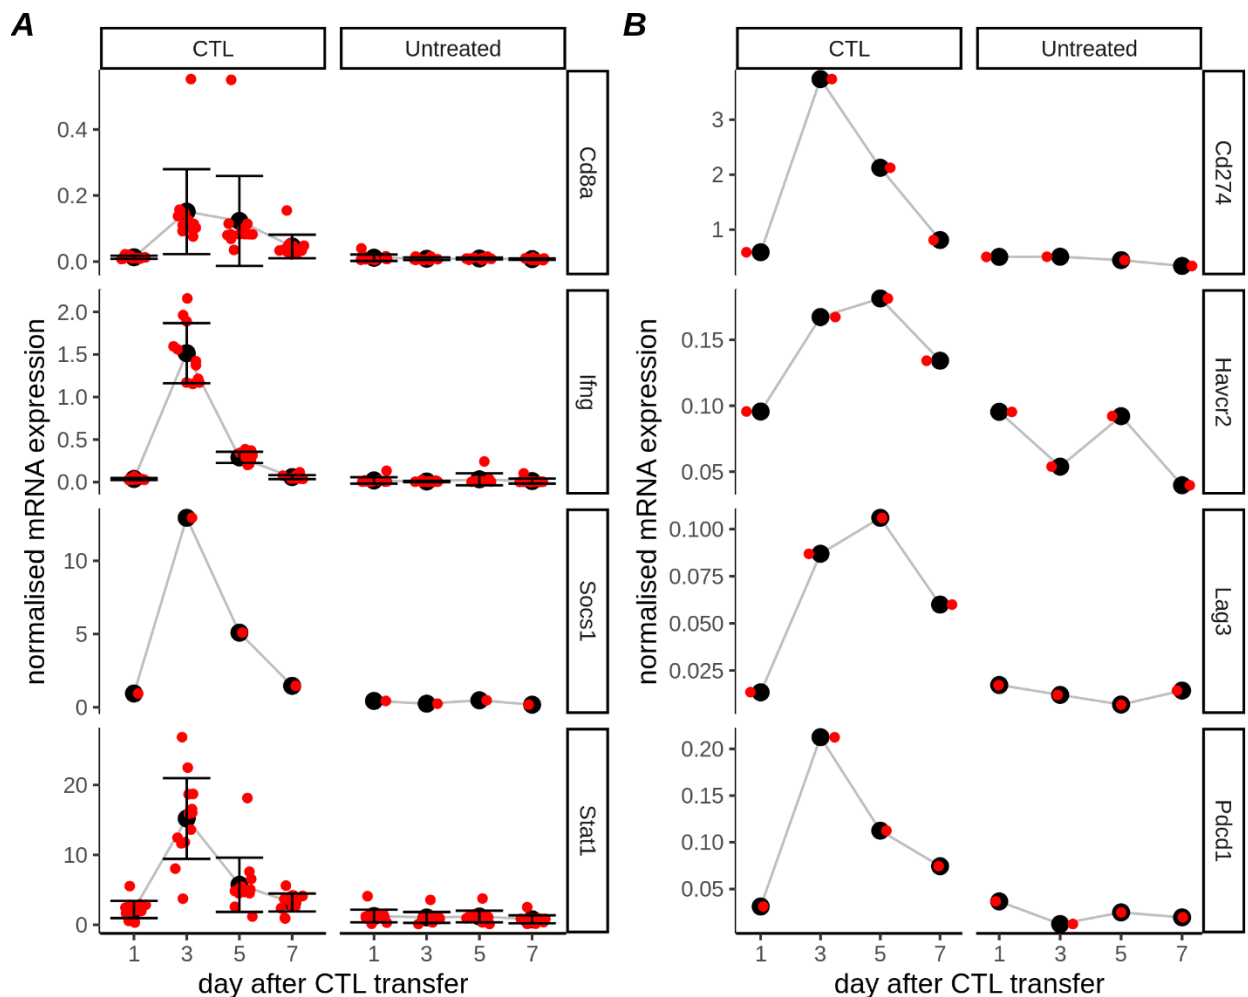 A
CTL
Untreated
normalised mRNA expression
0.4
0.2
0.0
Cd8a
2.0
1.5
1.0
0.5
0.0
Ifng
10
5
0
Socs1
20
10
0
Stat1
1 3 5 7 1 3 5 7
day after CTL transfer
B
CTL
Untreated
normalised mRNA expression
3
2
1
Cd274
0.15
0.10
0.05
Havcr2
0.100
0.075
0.050
0.025
Lag3
0.20
0.15
0.10
0.05
Pdcd1
1 3 5 7 1 3 5 7
day after CTL transfer